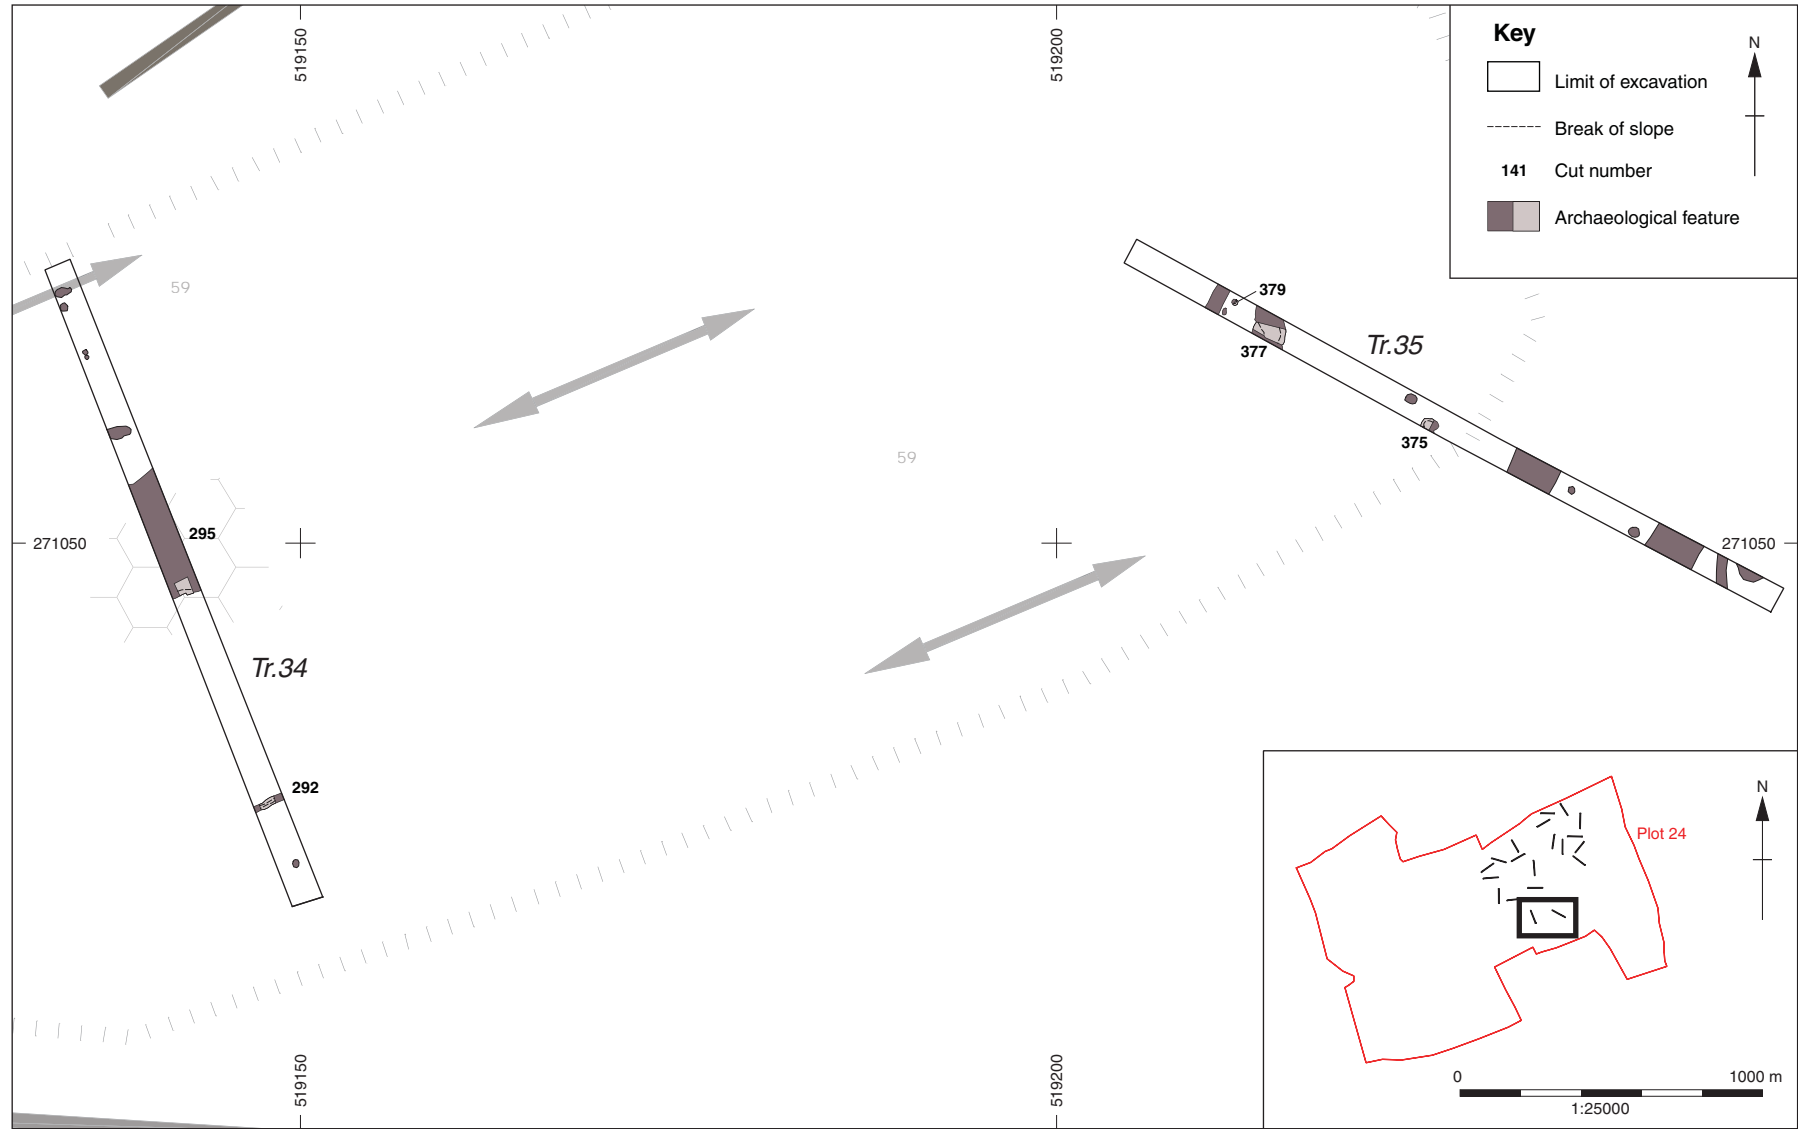 519150
519200
Key
N
Limit of excavation
Break of slope
141 Cut number
Archaeological feature
59
379
377
Tr.35
375
59
295
271050
271050
Tr.34
292
N
Plot 24
519150
519200
0 1000 m
1:25000